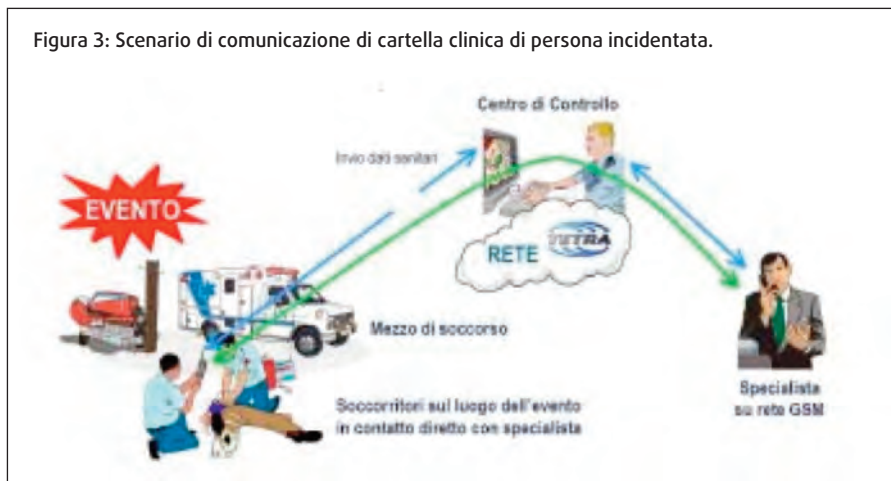 Figura 3: Scenario di comunicazione di cartella clinica di persona incidentata.
Centro di Controllo
Invio dati sanitari
EVENTO
RETE TETRA
Mezzo di soccorso
Soccorritori sul luogo dell'evento
in contatto diretto con specialista
Specialista
su rete GSM